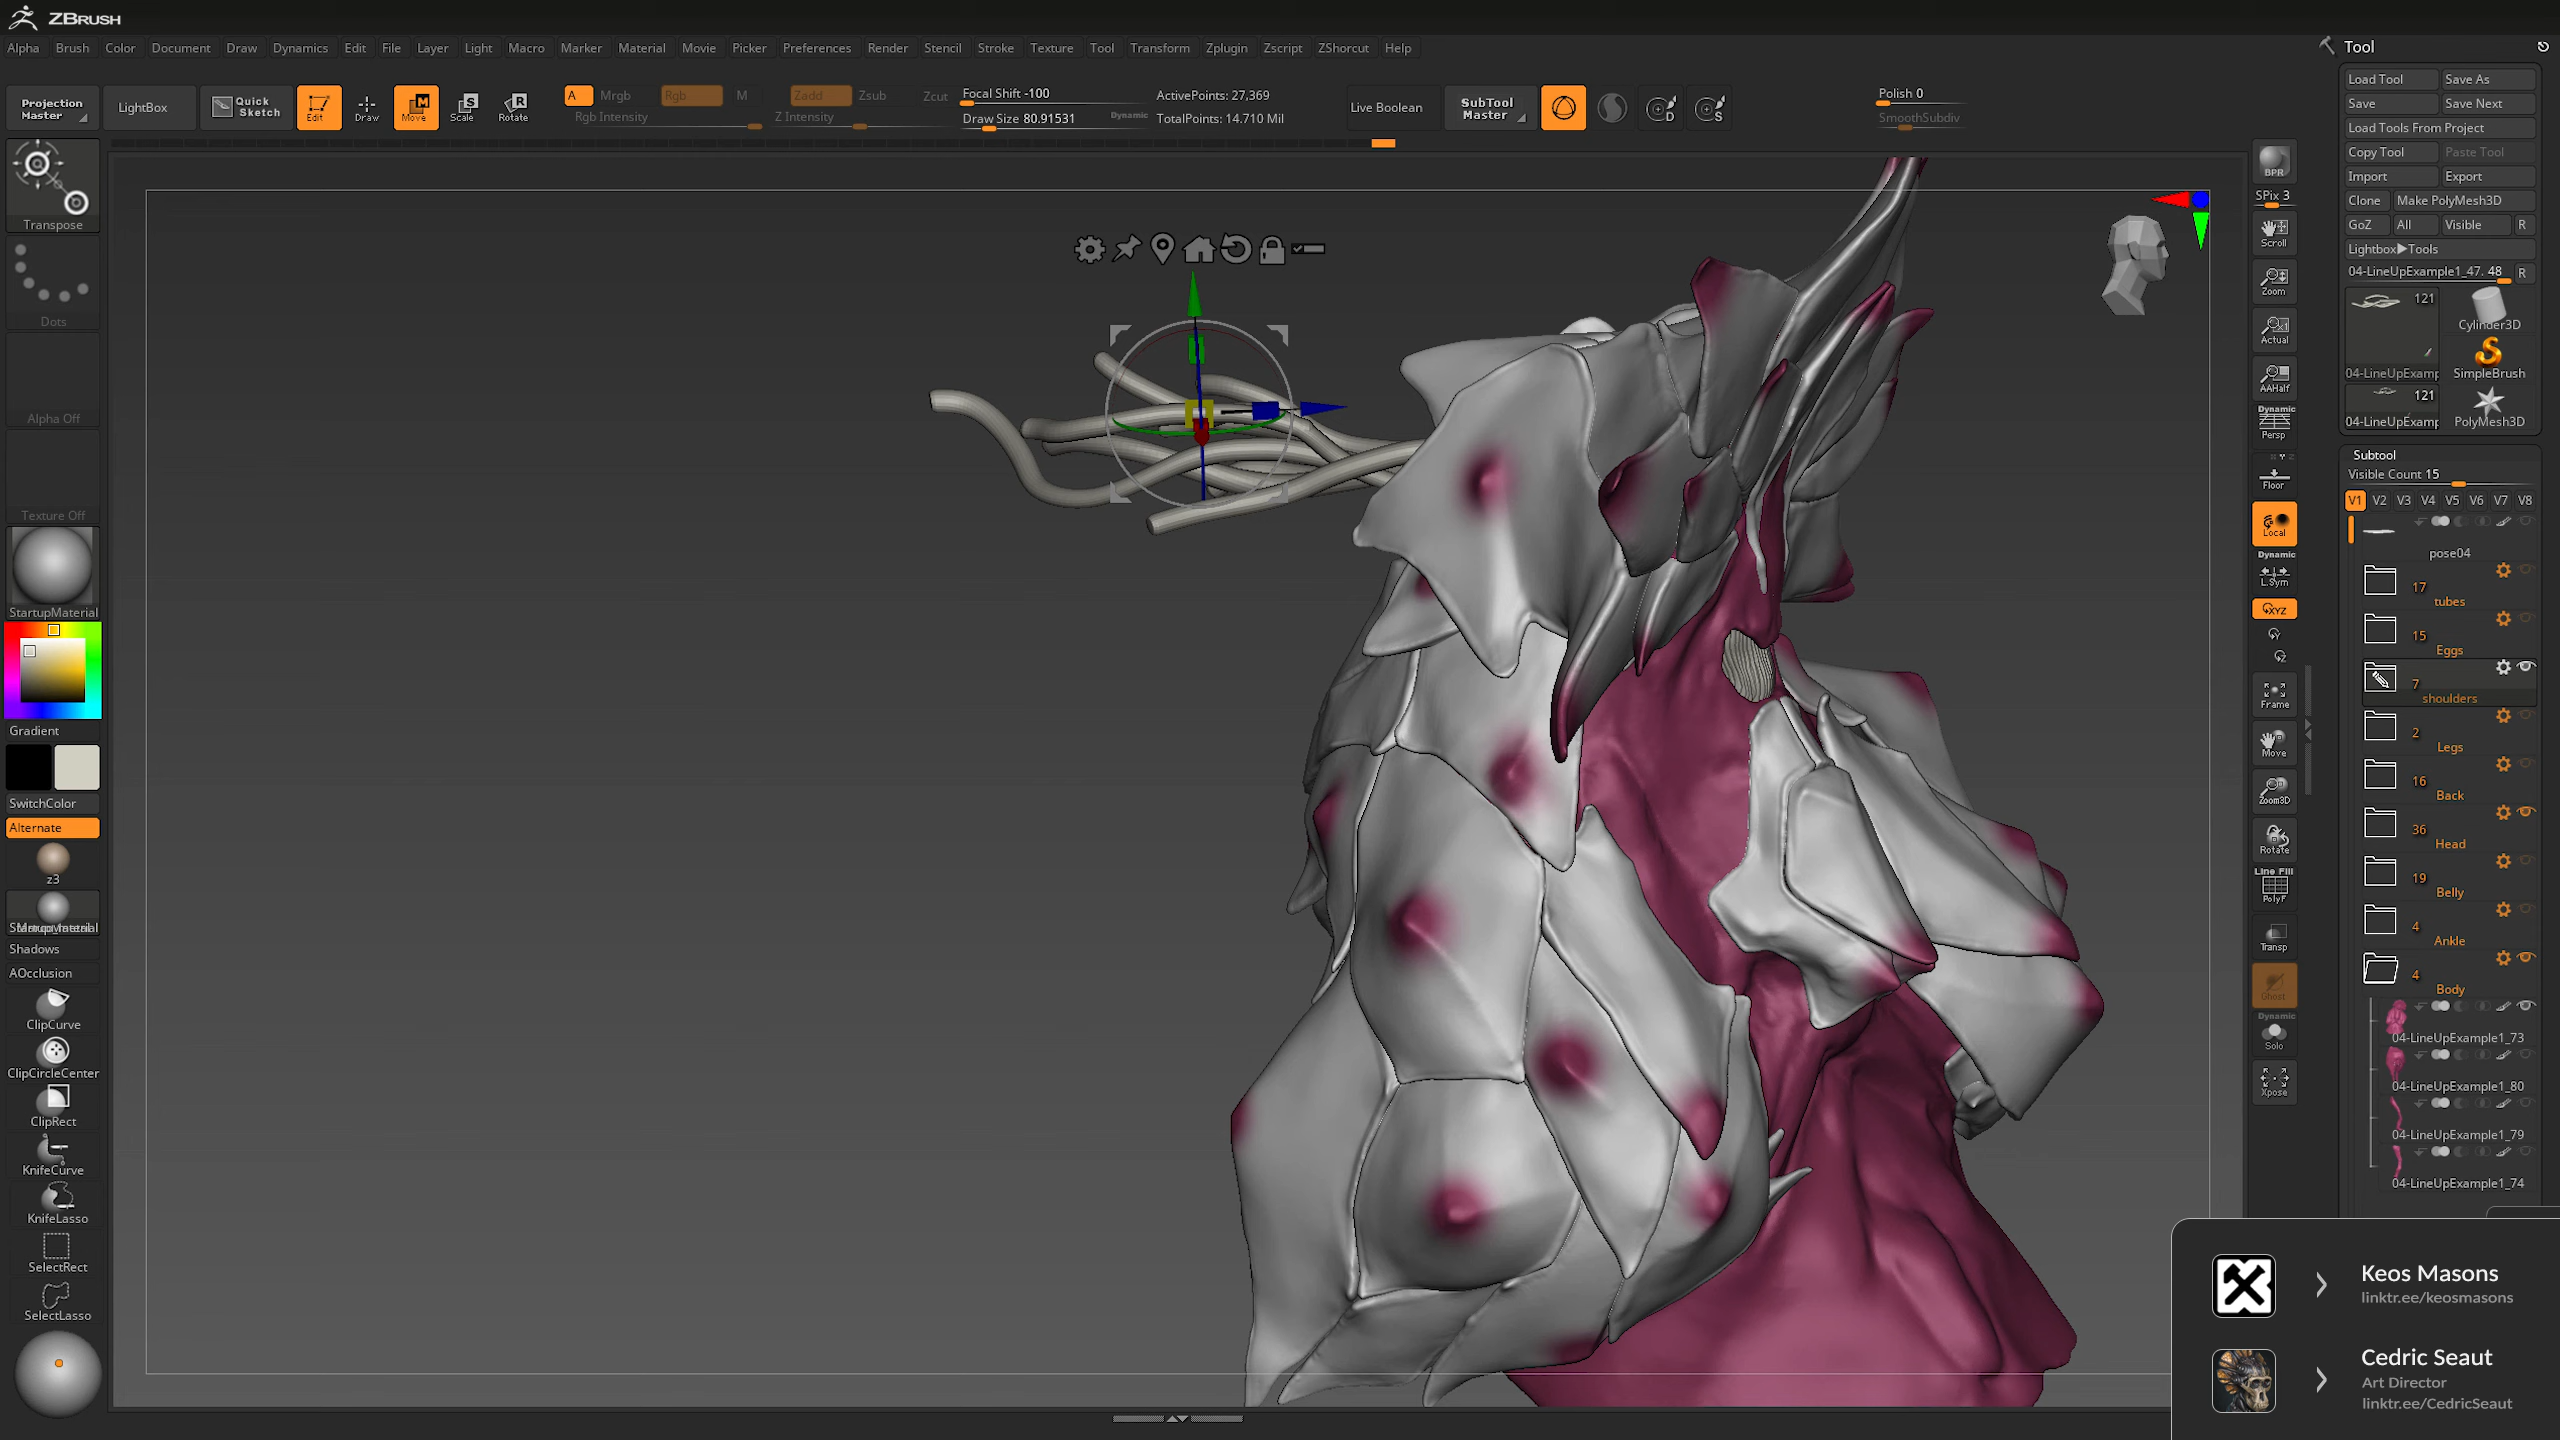 ZBRUSH
Alpha Brush Color Document Draw Dynamics Edit File Layer Light Macro Marker Material Movie Picker Preferences Render Stencil Stroke Texture Tool Transform Zplugin Zscript ZShorcut Help
Projection Master
LightBox
Quick Sketch
Edit
Draw
Move
Scale
Rotate
A Mrgb Rgb M
Rgb Intensity
Zadd Zsub Zcut
Z Intensity
Focal Shift -100
Draw Size 80.91531
Dynamic
ActivePoints: 27,369
TotalPoints: 14.710 Mil
Live Boolean
SubTool Master
D
S
Polish 0
SmoothSubdiv
Transpose
Dots
Alpha Off
Texture Off
StartupMaterial
Gradient
SwitchColor
Alternate
z3
Shadows
AOcclusion
ClipCurve
ClipCircleCenter
ClipRect
KnifeCurve
KnifeLasso
SelectRect
SelectLasso
BPR
SPix 3
Scroll
Zoom
Actual
AAHalf
Dynamic
Persp
Floor
Local
Dynamic
L.Sym
XYZ
Y
Z
Frame
Move
Zoom3D
Rotate
Line Fill
PolyF
Transp
Ghost
Dynamic
Solo
Xpose
Tool
Load Tool Save As
Save Save Next
Load Tools From Project
Copy Tool Paste Tool
Import Export
Clone Make PolyMesh3D
GoZ All Visible R
Lightbox▶Tools
04-LineUpExample1_47. 48 R
121
Cylinder3D
04-LineUpExamp SimpleBrush
121
04-LineUpExamp PolyMesh3D
Subtool
Visible Count 15
V1 V2 V3 V4 V5 V6 V7 V8
pose04
17
tubes
15
Eggs
7
shoulders
2
Legs
16
Back
36
Head
19
Belly
4
Ankle
4
Body
04-LineUpExample1_73
04-LineUpExample1_80
04-LineUpExample1_79
04-LineUpExample1_74
Keos Masons
linktr.ee/keosmasons
Cedric Seaut
Art Director
linktr.ee/CedricSeaut